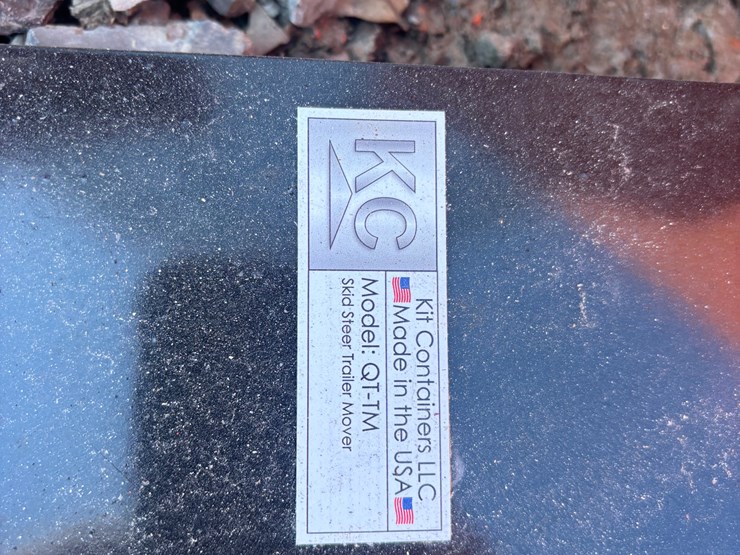 KC
Kit Containers LLC
Made in the USA
Model: QT-TM
Skid Steer Trailer Mover